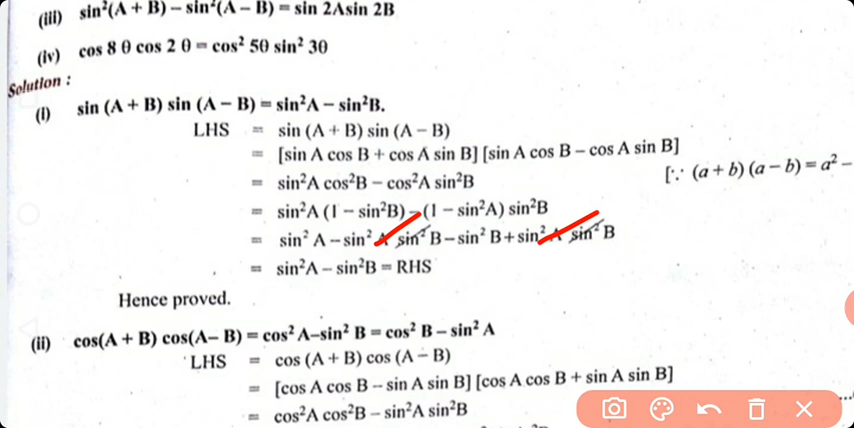 (iii) sin²(A + B) – sin²(A – B) = sin 2Asin 2B
(iv) cos 8 θ cos 2 θ = cos² 5θ sin² 3θ
Solution :
(i) sin (A + B) sin (A – B) = sin²A – sin²B.
LHS = sin (A + B) sin (A – B)
= [sin A cos B + cos A sin B] [sin A cos B – cos A sin B]
= sin²A cos²B – cos²A sin²B [∵ (a + b) (a – b) = a² –
= sin²A (1 – sin²B) – (1 – sin²A) sin²B
= sin² A – sin² A sin² B – sin² B + sin² A sin² B
= sin²A – sin²B = RHS
Hence proved.
(ii) cos(A + B) cos(A– B) = cos² A–sin² B = cos² B – sin² A
LHS = cos (A + B) cos (A – B)
= [cos A cos B – sin A sin B] [cos A cos B + sin A sin B]
= cos²A cos²B – sin²A sin²B